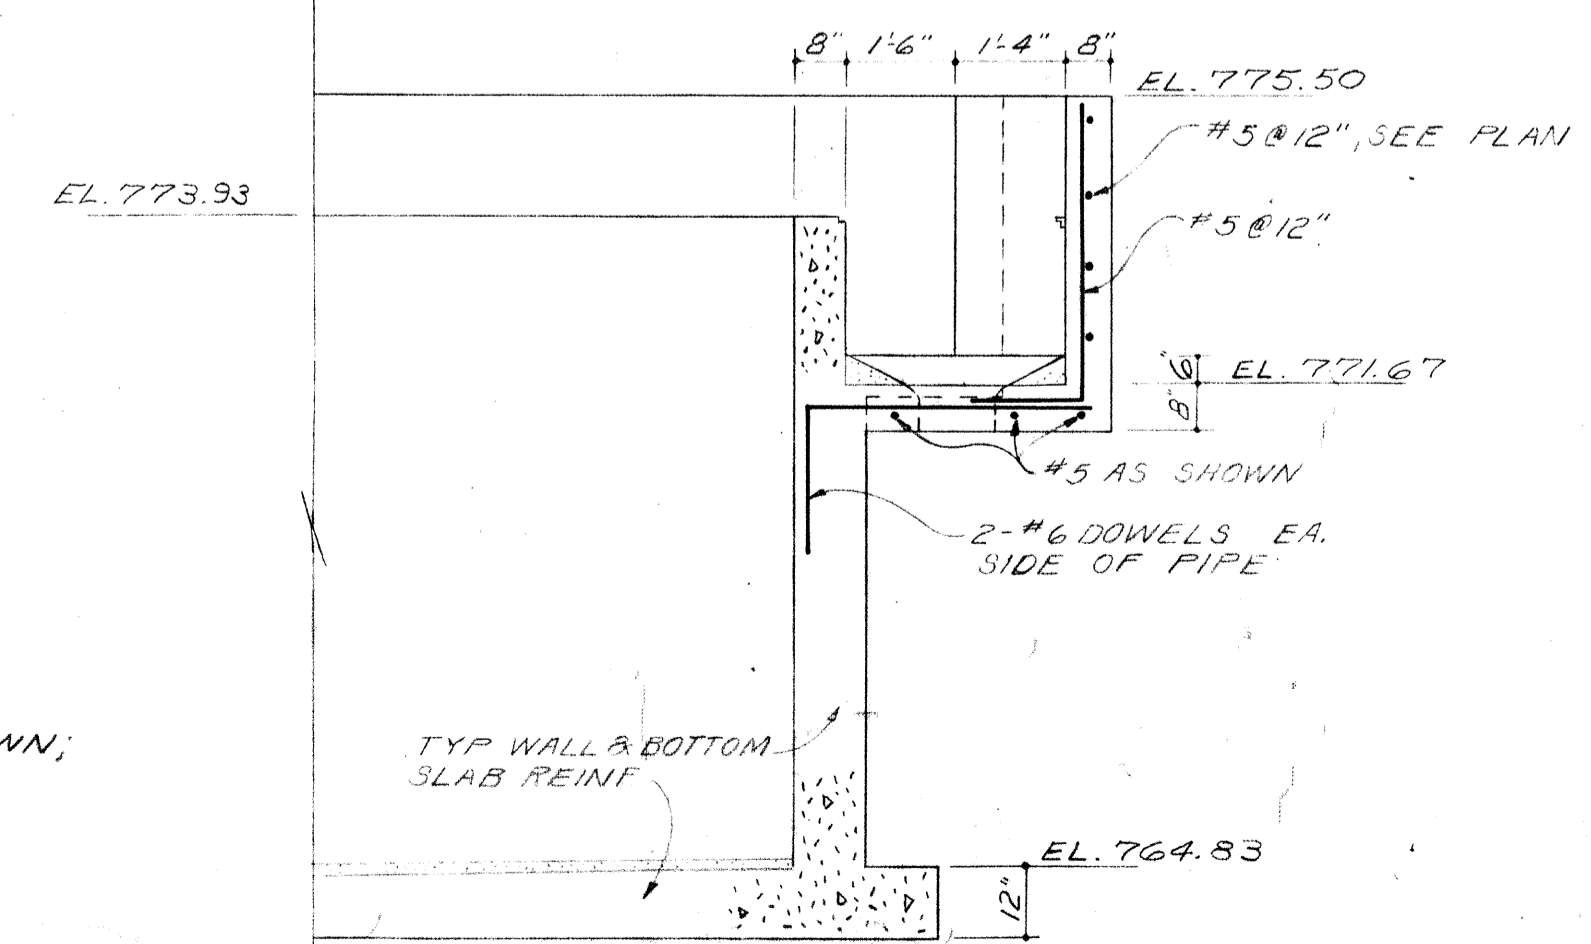 8" 1'-6" 1'-4" 8"
EL. 775.50
#5@12", SEE PLAN
EL. 773.93
#5@12"
6"
EL. 771.67
8"
#5 AS SHOWN
2-#6 DOWELS EA.
SIDE OF PIPE
TYP WALL & BOTTOM
SLAB REINF.
EL. 764.83
12"